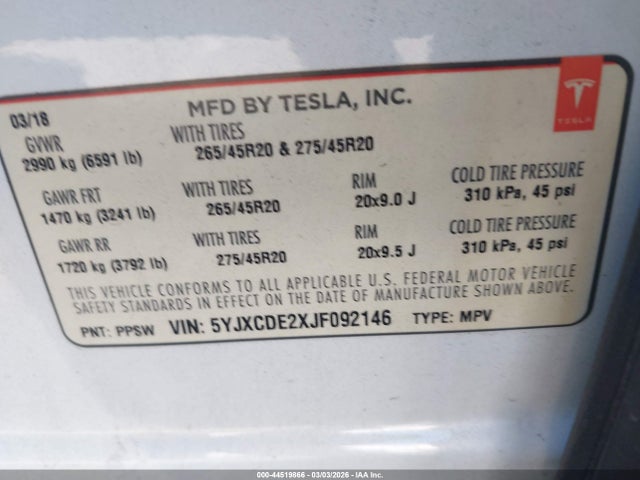 MFD BY TESLA, INC.
TESLA
03/18
GVWR WITH TIRES
2990 kg (6591 lb) 265/45R20 & 275/45R20
GAWR FRT WITH TIRES RIM COLD TIRE PRESSURE
1470 kg (3241 lb) 265/45R20 20x9.0 J 310 kPa, 45 psi
GAWR RR WITH TIRES RIM COLD TIRE PRESSURE
1720 kg (3792 lb) 275/45R20 20x9.5 J 310 kPa, 45 psi
THIS VEHICLE CONFORMS TO ALL APPLICABLE U.S. FEDERAL MOTOR VEHICLE
SAFETY STANDARDS IN EFFECT ON THE DATE OF MANUFACTURE SHOWN ABOVE.
PNT: PPSW VIN: 5YJXCDE2XJF092146 TYPE: MPV
000-44519866 - 03/03/2026 - IAA Inc.